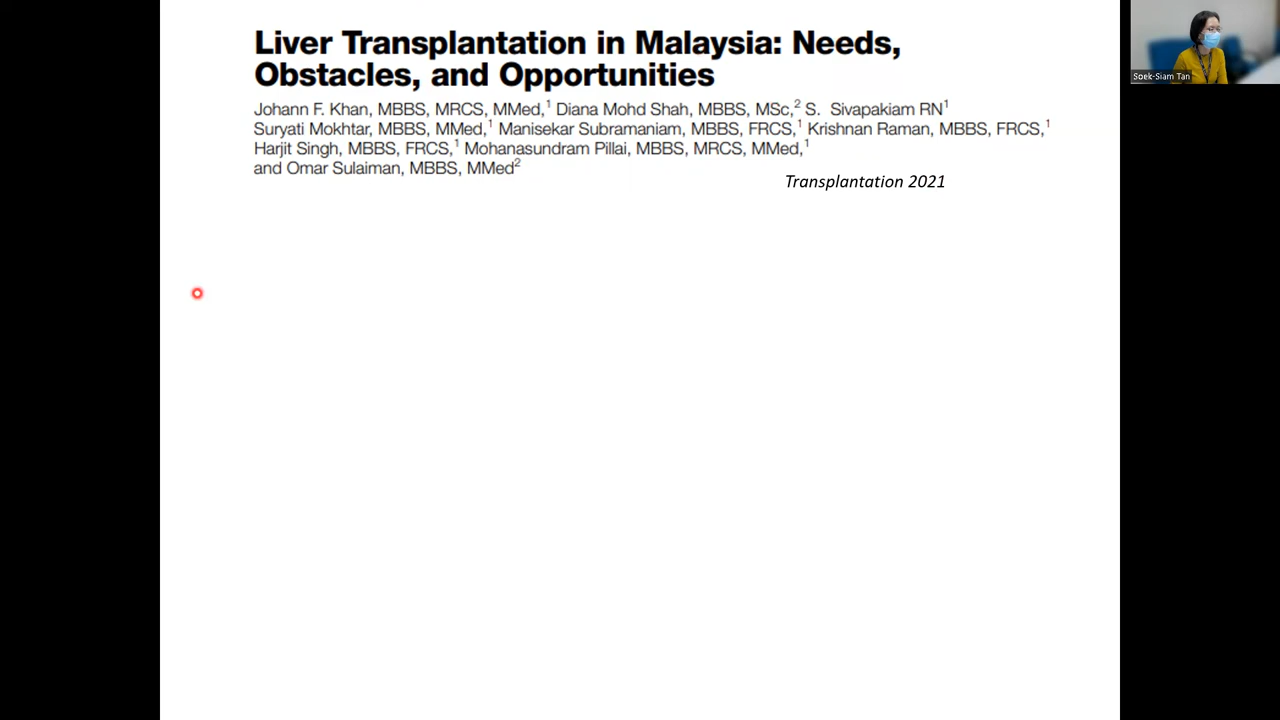 Liver Transplantation in Malaysia: Needs,
Obstacles, and Opportunities
Johann F. Khan, MBBS, MRCS, MMed,1 Diana Mohd Shah, MBBS, MSc,2 S. Sivapakiam RN1
Suryati Mokhtar, MBBS, MMed,1 Manisekar Subramaniam, MBBS, FRCS,1 Krishnan Raman, MBBS, FRCS,1
Harjit Singh, MBBS, FRCS,1 Mohanasundram Pillai, MBBS, MRCS, MMed,1
and Omar Sulaiman, MBBS, MMed2
Transplantation 2021
Soek-Siam Tan